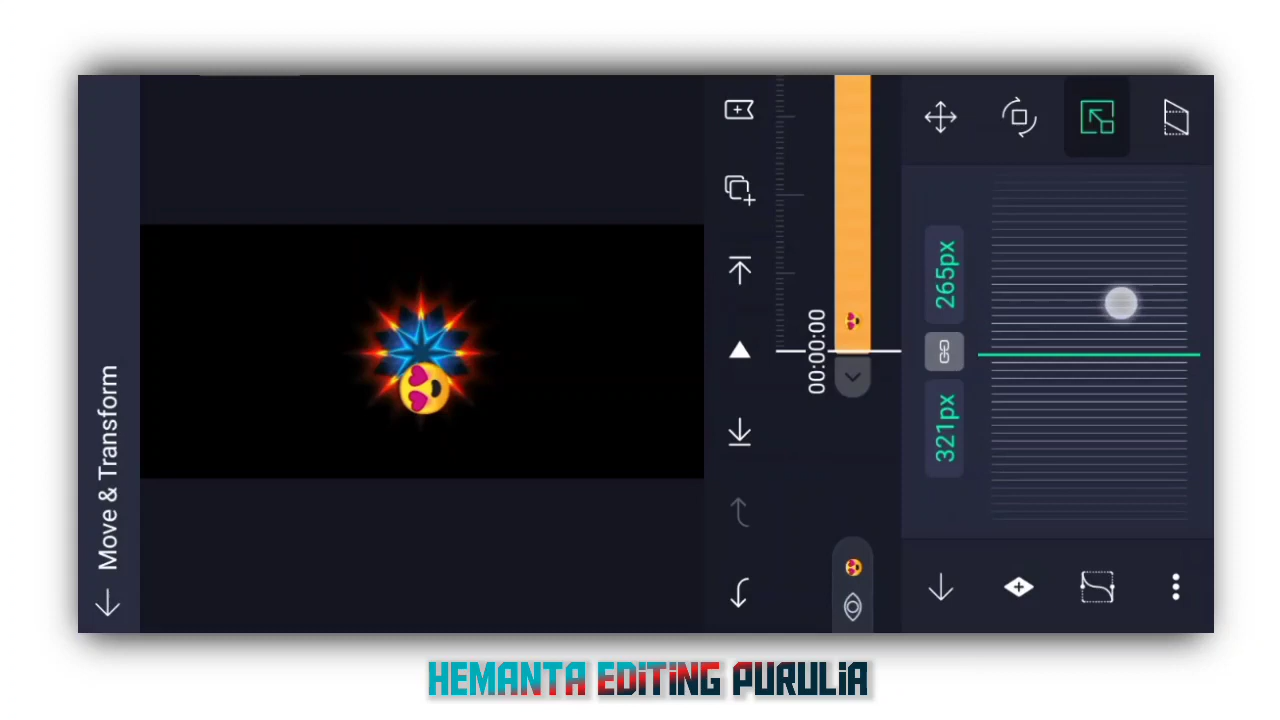 Move & Transform
00:00:00
321px
265px
HEMANTA EDITING PURULIA